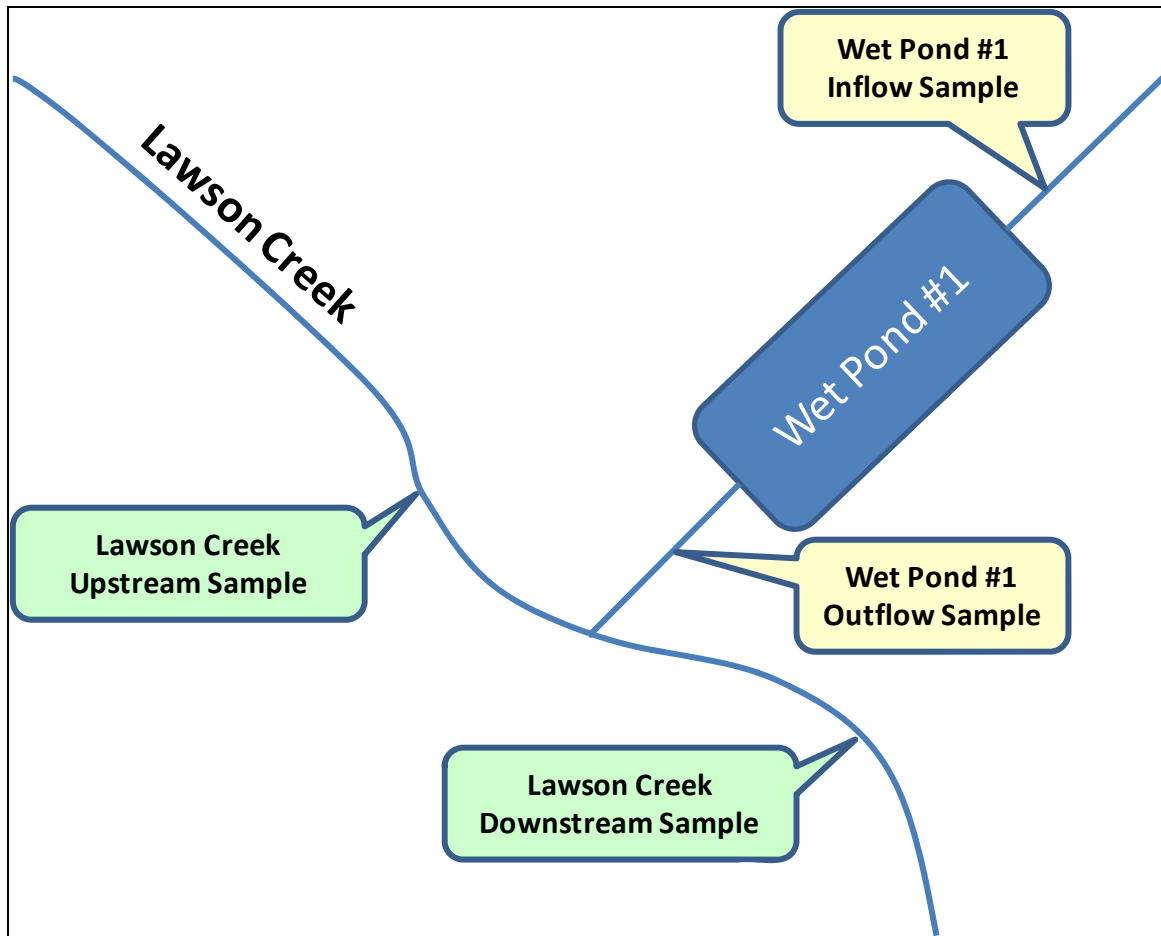 Wet Pond #1
Inflow Sample
Lawson Creek
Wet Pond #1
Lawson Creek
Upstream Sample
Wet Pond #1
Outflow Sample
Lawson Creek
Downstream Sample